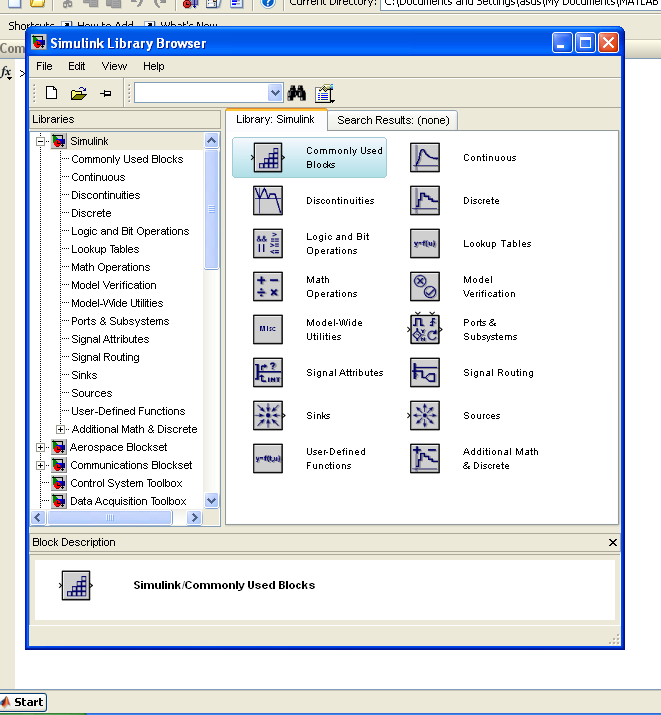 Current Directory: C:\Documents and Settings\asus\My Documents\MATLAB
Shortcuts How to Add What's New
Com
fx >
Simulink Library Browser
File Edit View Help
Libraries
Library: Simulink Search Results: (none)
Simulink
Commonly Used Blocks
Continuous
Discontinuities
Discrete
Logic and Bit Operations
Lookup Tables
Math Operations
Model Verification
Model-Wide Utilities
Ports & Subsystems
Signal Attributes
Signal Routing
Sinks
Sources
User-Defined Functions
Additional Math & Discrete
Aerospace Blockset
Communications Blockset
Control System Toolbox
Data Acquisition Toolbox
Commonly Used
Blocks
Continuous
Discontinuities
Discrete
&& >=
|| <=
Logic and Bit
Operations
y=f(u)
Lookup Tables
+ −
÷ ×
Math
Operations
Model
Verification
Misc
Model-Wide
Utilities
Ports &
Subsystems
?
INT
Signal Attributes
Signal Routing
Sinks
Sources
y=f(t,u)
User-Defined
Functions
Additional Math
& Discrete
Block Description
Simulink/Commonly Used Blocks
Start